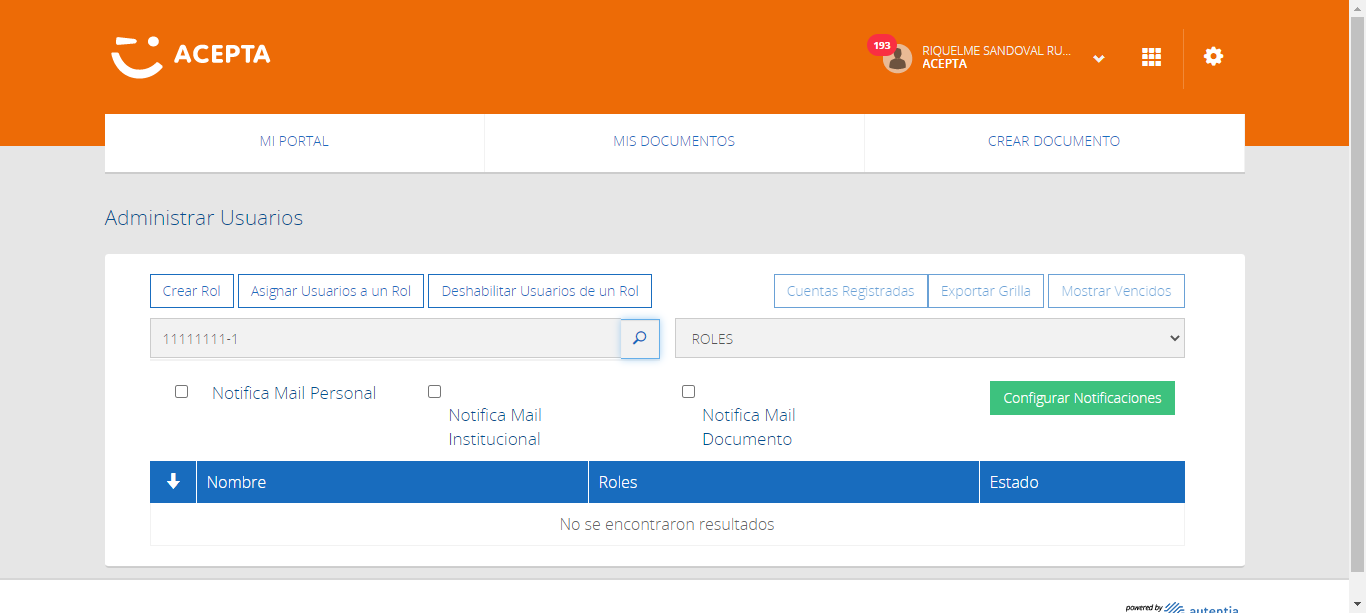 ACEPTA
193
RIQUELME SANDOVAL RU...
ACEPTA
MI PORTAL
MIS DOCUMENTOS
CREAR DOCUMENTO
Administrar Usuarios
Crear Rol
Asignar Usuarios a un Rol
Deshabilitar Usuarios de un Rol
Cuentas Registradas
Exportar Grilla
Mostrar Vencidos
11111111-1
ROLES
Notifica Mail Personal
Notifica Mail
Institucional
Notifica Mail
Documento
Configurar Notificaciones
Nombre
Roles
Estado
No se encontraron resultados
powered by autentia